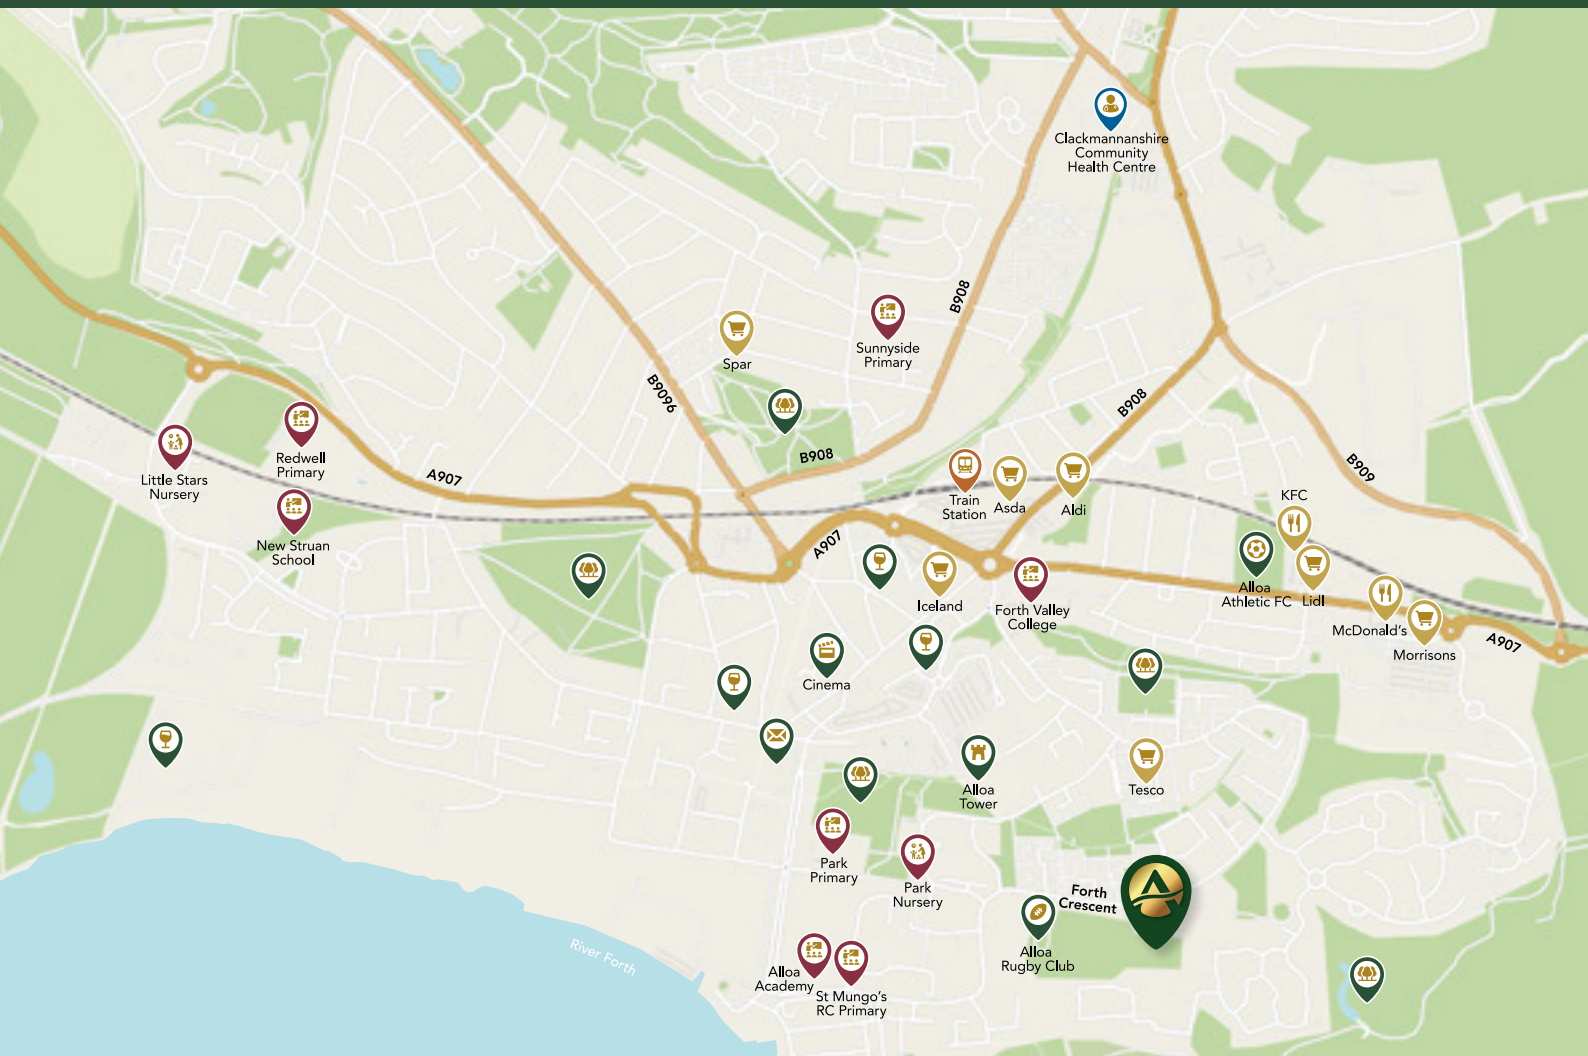 Clackmannanshire
Community
Health Centre
B908
Spar
Sunnyside
Primary
B9096
B908
B908
B909
Redwell
Primary
Little Stars
Nursery
A907
New Struan
School
Train
Station
Asda
Aldi
KFC
A907
Iceland
Forth Valley
College
Alloa
Athletic FC
Lidl
McDonald's
Morrisons
A907
Cinema
Alloa
Tower
Tesco
Park
Primary
Park
Nursery
Forth
Crescent
Alloa
Rugby Club
River Forth
Alloa
Academy
St Mungo's
RC Primary